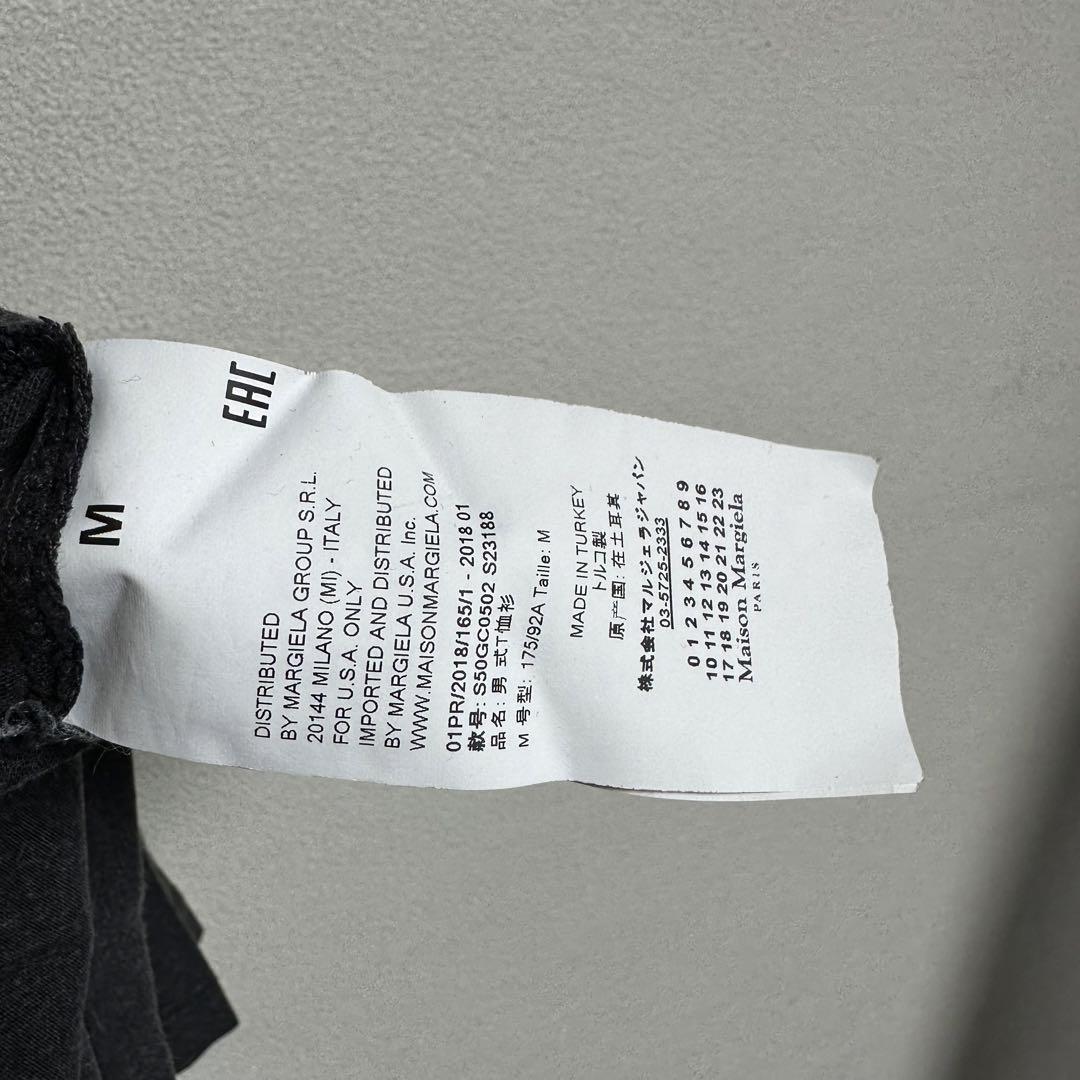 M
EAC
DISTRIBUTED
BY MARGIELA GROUP S.R.L.
20144 MILANO (MI) - ITALY
FOR U.S.A. ONLY
IMPORTED AND DISTRIBUTED
BY MARGIELA U.S.A. Inc.
WWW.MAISONMARGIELA.COM
01PR/2018/165/1 - 2018 01
款号: S50GC0502 S23188
品名: 男 式T恤衫
M 号型: 175/92A Taille: M
MADE IN TURKEY
トルコ製
原产国: 在土耳其
株式会社マルジェラジャパン
03-5725-2333
0 1 2 3 4 5 6 7 8 9
10 11 12 13 14 15 16
17 18 19 20 21 22 23
Maison Margiela
PARIS